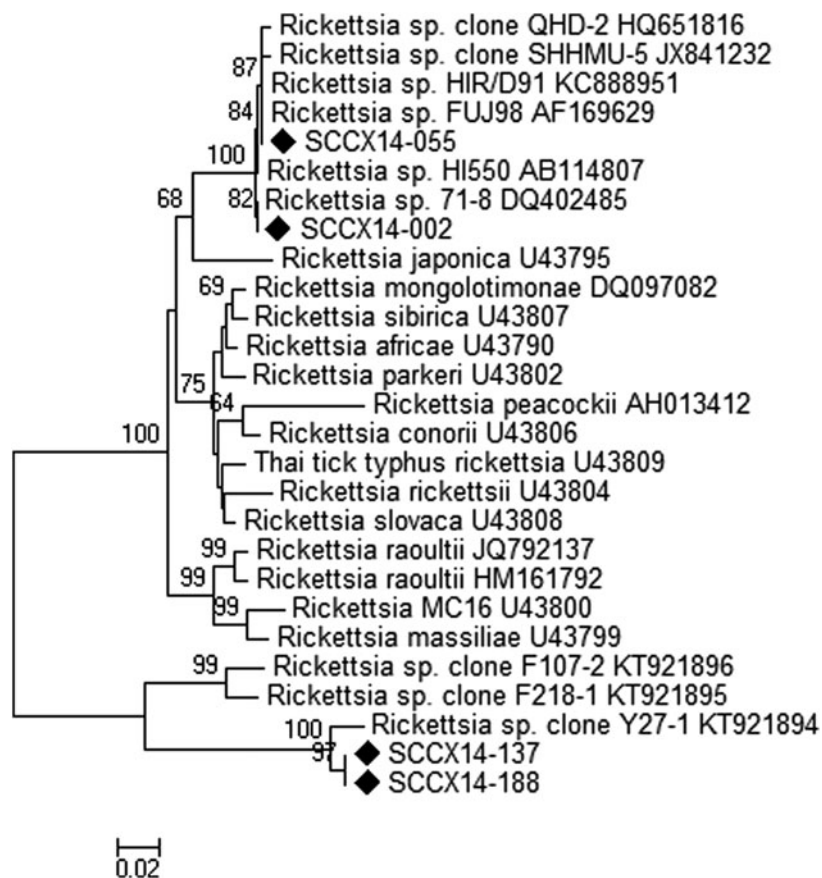 Rickettsia sp. clone QHD-2 HQ651816
Rickettsia sp. clone SHHMU-5 JX841232
87
Rickettsia sp. HIR/D91 KC888951
84
Rickettsia sp. FUJ98 AF169629
SCCX14-055
100
Rickettsia sp. HI550 AB114807
68
82
Rickettsia sp. 71-8 DQ402485
SCCX14-002
Rickettsia japonica U43795
69
Rickettsia mongolotimonae DQ097082
Rickettsia sibirica U43807
Rickettsia africae U43790
75
Rickettsia parkeri U43802
64
Rickettsia peacockii AH013412
100
Rickettsia conorii U43806
Thai tick typhus rickettsia U43809
Rickettsia rickettsii U43804
Rickettsia slovaca U43808
99
Rickettsia raoultii JQ792137
99
Rickettsia raoultii HM161792
99
Rickettsia MC16 U43800
Rickettsia massiliae U43799
99
Rickettsia sp. clone F107-2 KT921896
Rickettsia sp. clone F218-1 KT921895
100
Rickettsia sp. clone Y27-1 KT921894
97
SCCX14-137
SCCX14-188
0.02